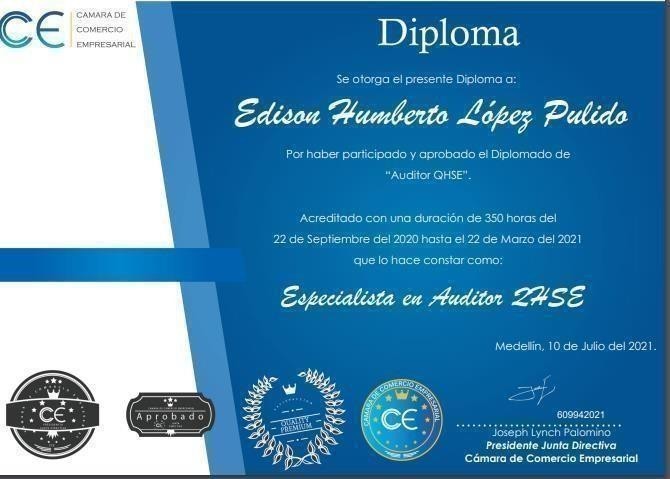 CAMARA DE
COMERCIO
EMPRESARIAL
CE
Diploma
Se otorga el presente Diploma a:
Edison Humberto López Pulido
Por haber participado y aprobado el Diplomado de
“Auditor QHSE”.
Acreditado con una duración de 350 horas del
22 de Septiembre del 2020 hasta el 22 de Marzo del 2021
que lo hace constar como:
Especialista en Auditor QHSE
Medellín, 10 de Julio del 2021.
CE
Aprobado
QUALITY
PREMIUM
CAMARA DE COMERCIO EMPRESARIAL
CE
609942021
Joseph Lynch Palomino
Presidente Junta Directiva
Cámara de Comercio Empresarial